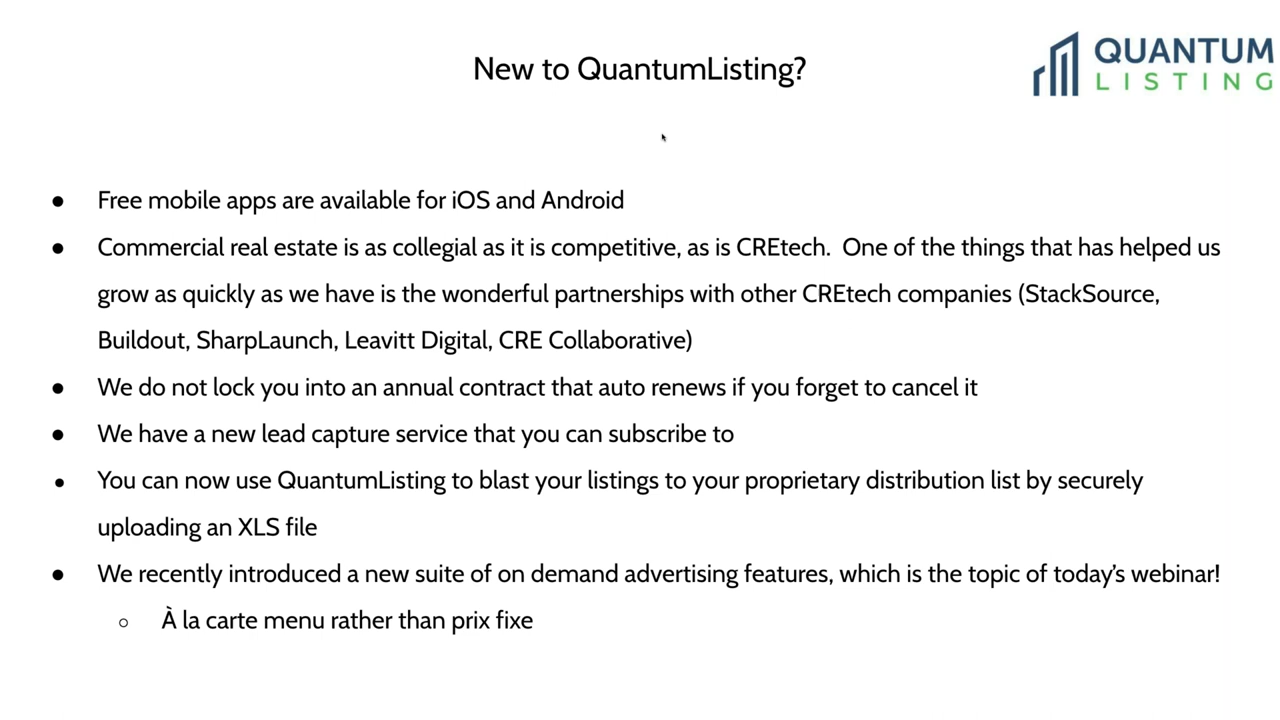 New to QuantumListing?
QUANTUM
LISTING
● Free mobile apps are available for iOS and Android
● Commercial real estate is as collegial as it is competitive, as is CREtech.  One of the things that has helped us
grow as quickly as we have is the wonderful partnerships with other CREtech companies (StackSource,
Buildout, SharpLaunch, Leavitt Digital, CRE Collaborative)
● We do not lock you into an annual contract that auto renews if you forget to cancel it
● We have a new lead capture service that you can subscribe to
● You can now use QuantumListing to blast your listings to your proprietary distribution list by securely
uploading an XLS file
● We recently introduced a new suite of on demand advertising features, which is the topic of today’s webinar!
○ À la carte menu rather than prix fixe